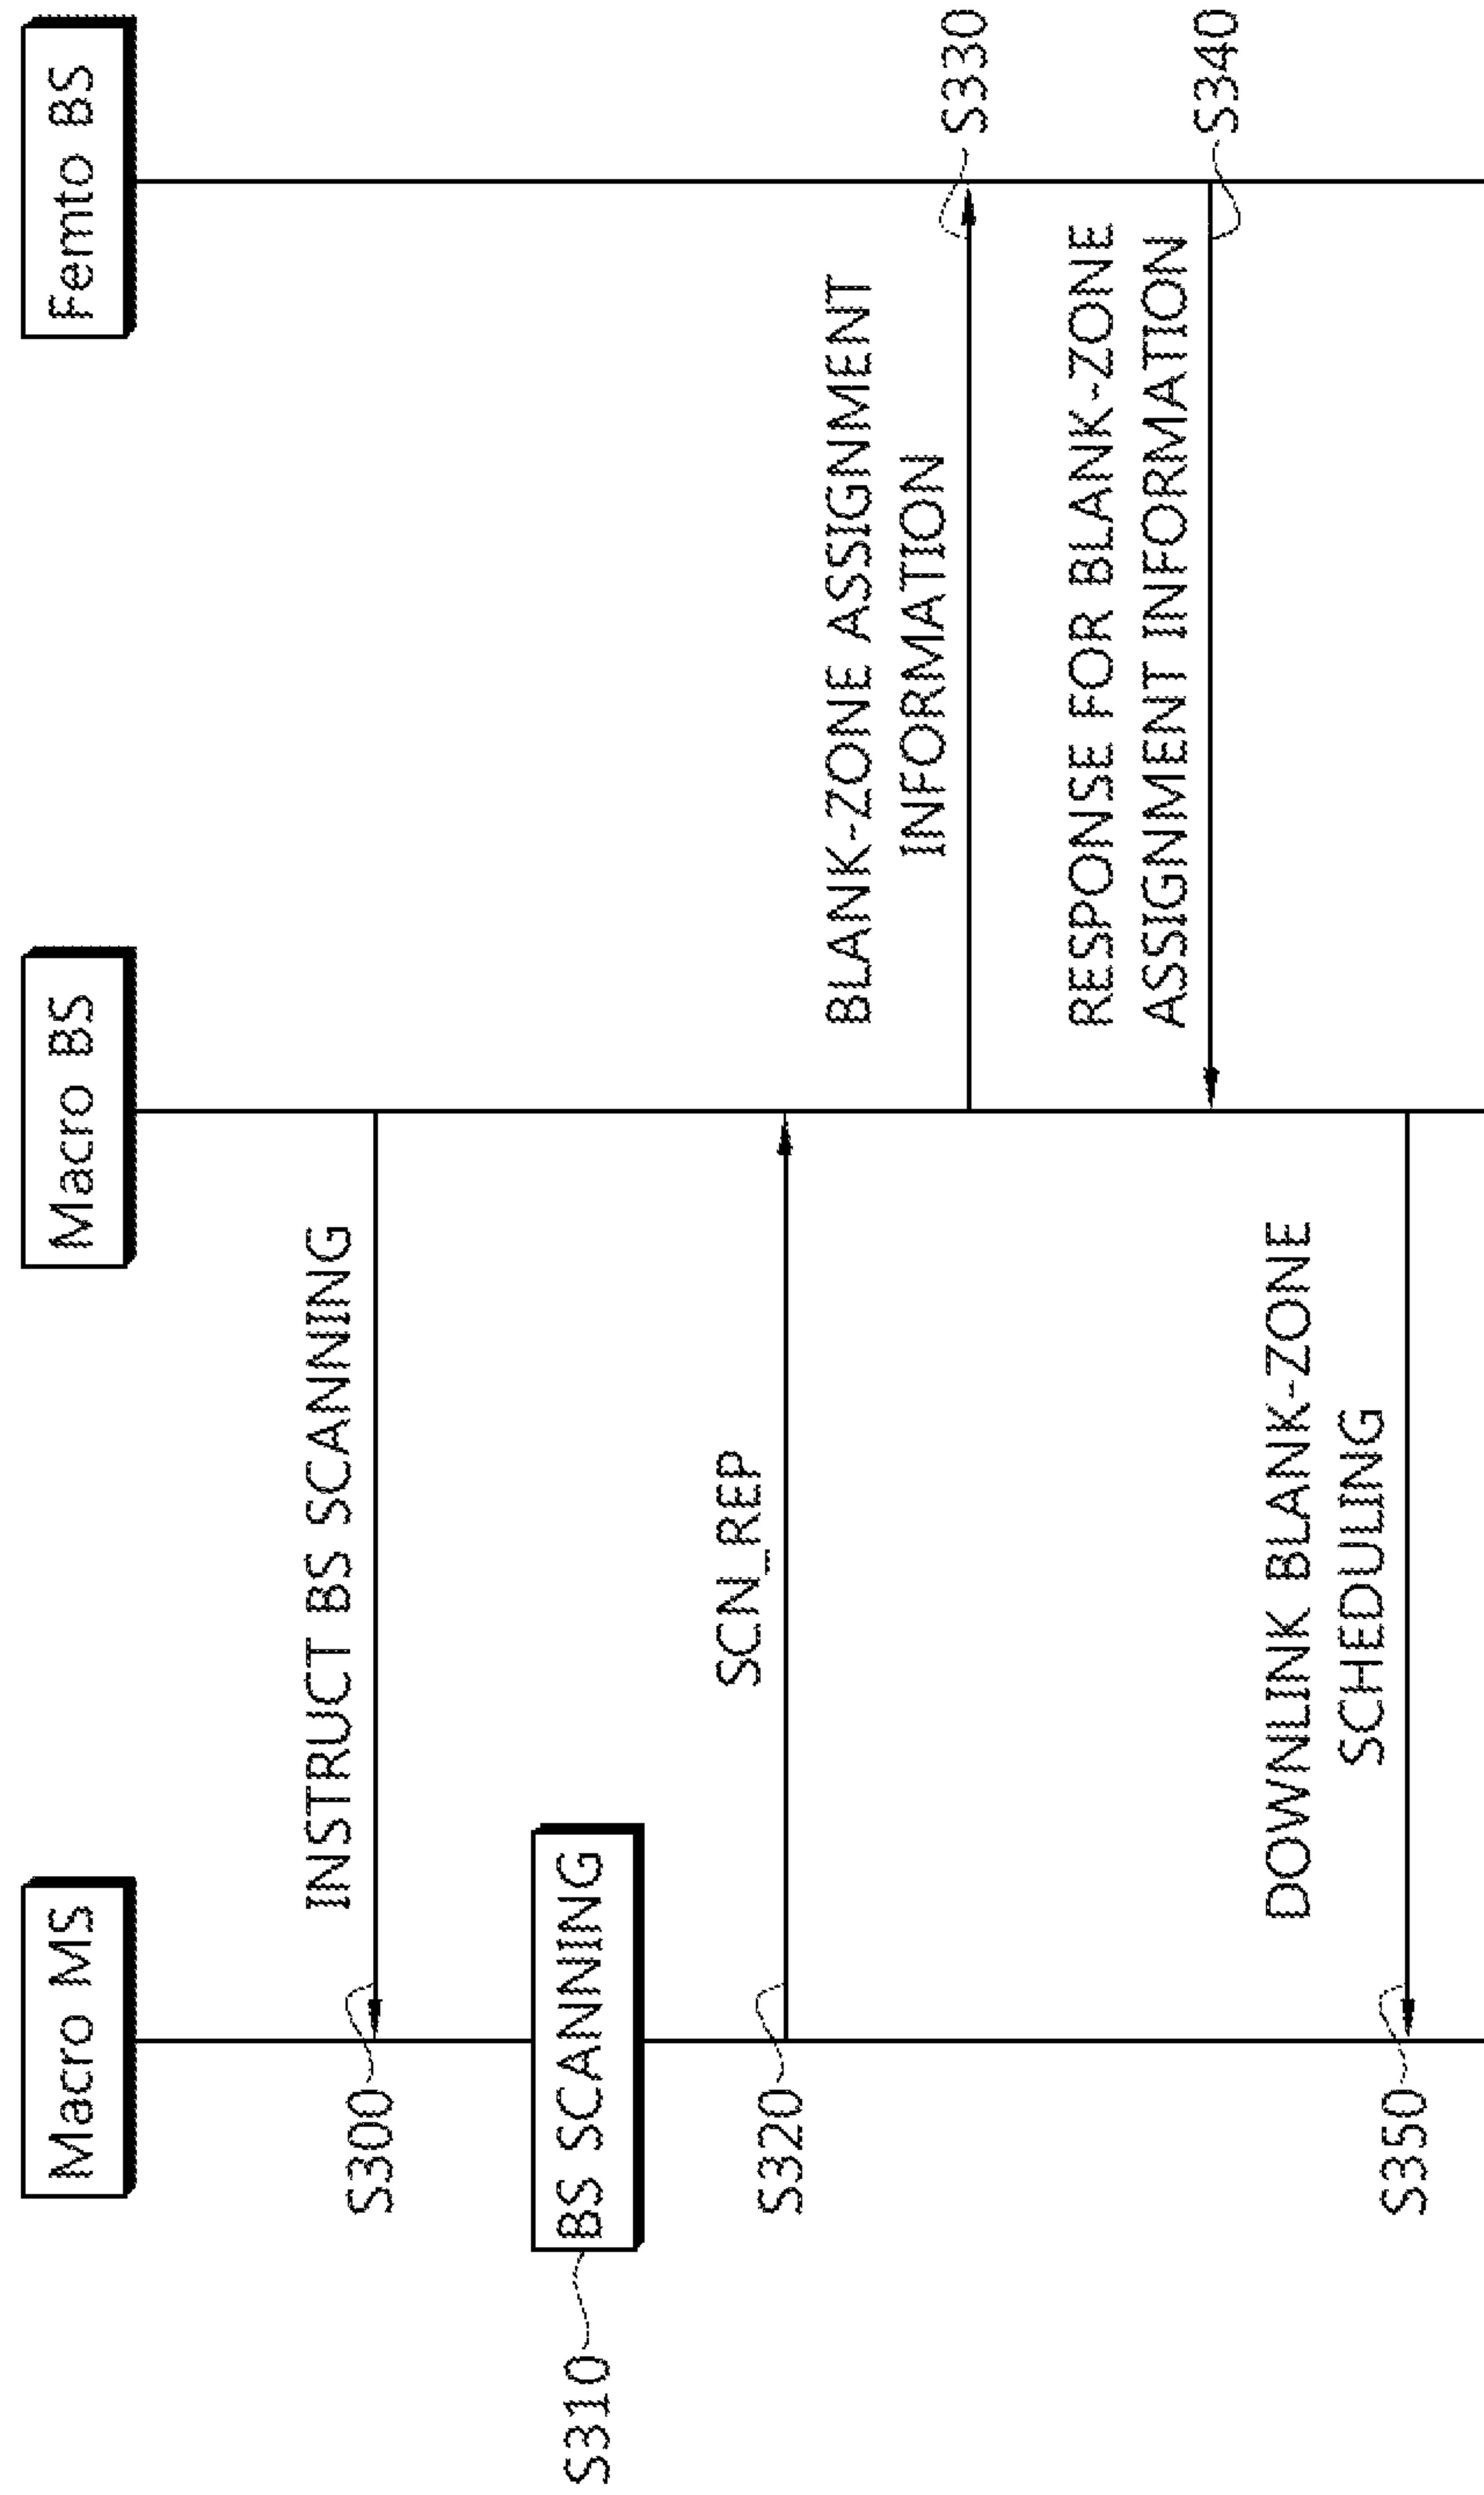 Macro MS
Macro BS
Femto BS
INSTRUCT BS SCANNING
S300
BS SCANNING
S310
SCN_REP
S320
BLANK-ZONE ASSIGNMENT
INFORMATION
S330
RESPONSE FOR BLANK-ZONE
ASSIGNMENT INFORMATION
S340
DOWNLINK BLANK-ZONE
SCHEDULING
S350